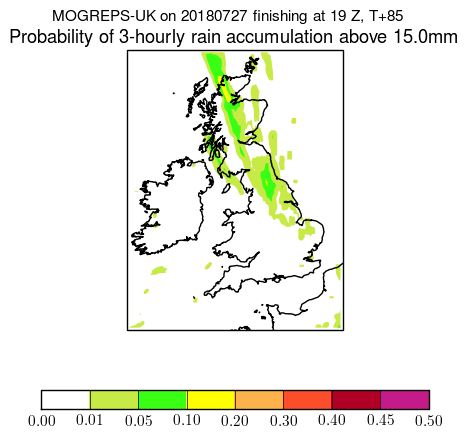 MOGREPS-UK on 20180727 finishing at 19 Z, T+85
Probability of 3-hourly rain accumulation above 15.0mm
0.00 0.01 0.05 0.10 0.20 0.30 0.40 0.45 0.50